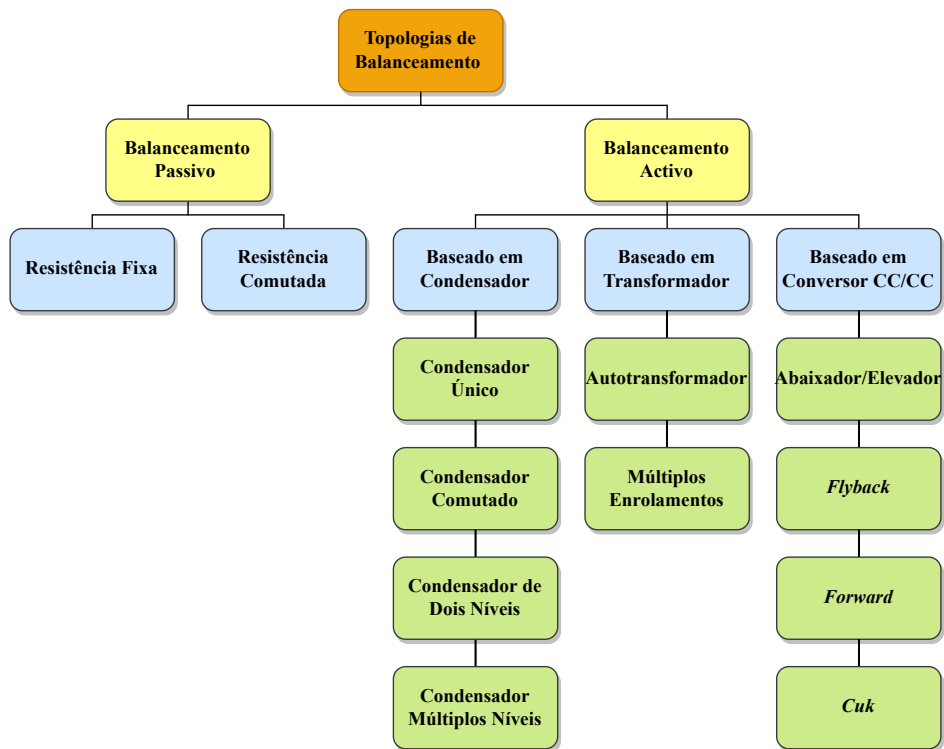 Topologias de
Balanceamento
Balanceamento
Passivo
Balanceamento
Activo
Resistência Fixa
Resistência
Comutada
Baseado em
Condensador
Baseado em
Transformador
Baseado em
Conversor CC/CC
Condensador
Único
Autotransformador
Abaixador/Elevador
Condensador
Comutado
Múltiplos
Enrolamentos
Flyback
Condensador de
Dois Níveis
Forward
Condensador
Múltiplos Níveis
Cuk